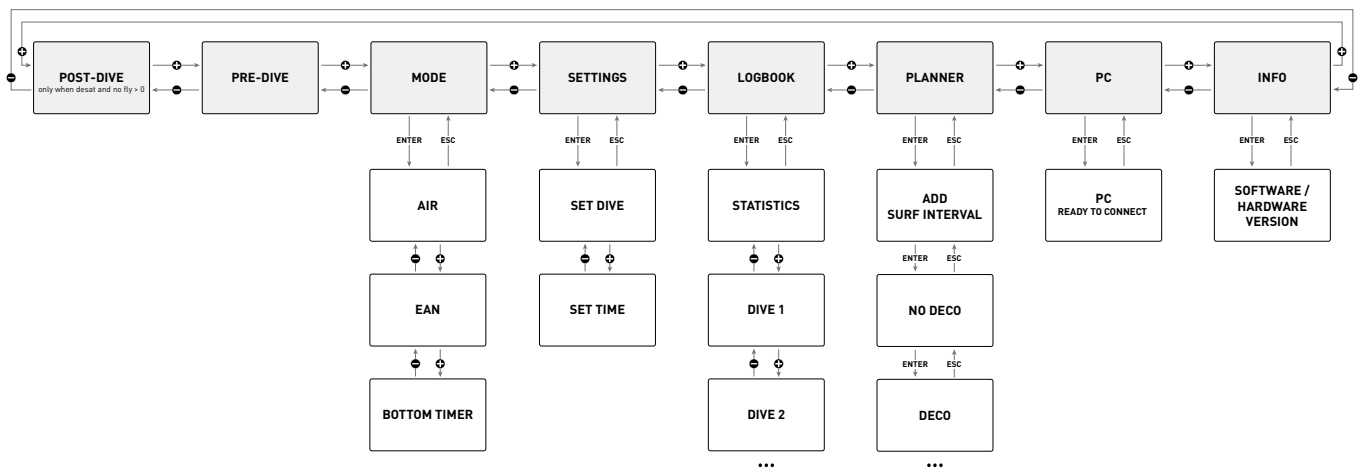 POST-DIVE
only when desat and no fly > 0
PRE-DIVE
MODE
SETTINGS
LOGBOOK
PLANNER
PC
INFO
ENTER ESC
ENTER ESC
ENTER ESC
ENTER ESC
ENTER ESC
ENTER ESC
AIR
SET DIVE
STATISTICS
ADD
SURF INTERVAL
PC
READY TO CONNECT
SOFTWARE /
HARDWARE
VERSION
ENTER ESC
EAN
SET TIME
DIVE 1
NO DECO
ENTER ESC
BOTTOM TIMER
DIVE 2
DECO
...
...